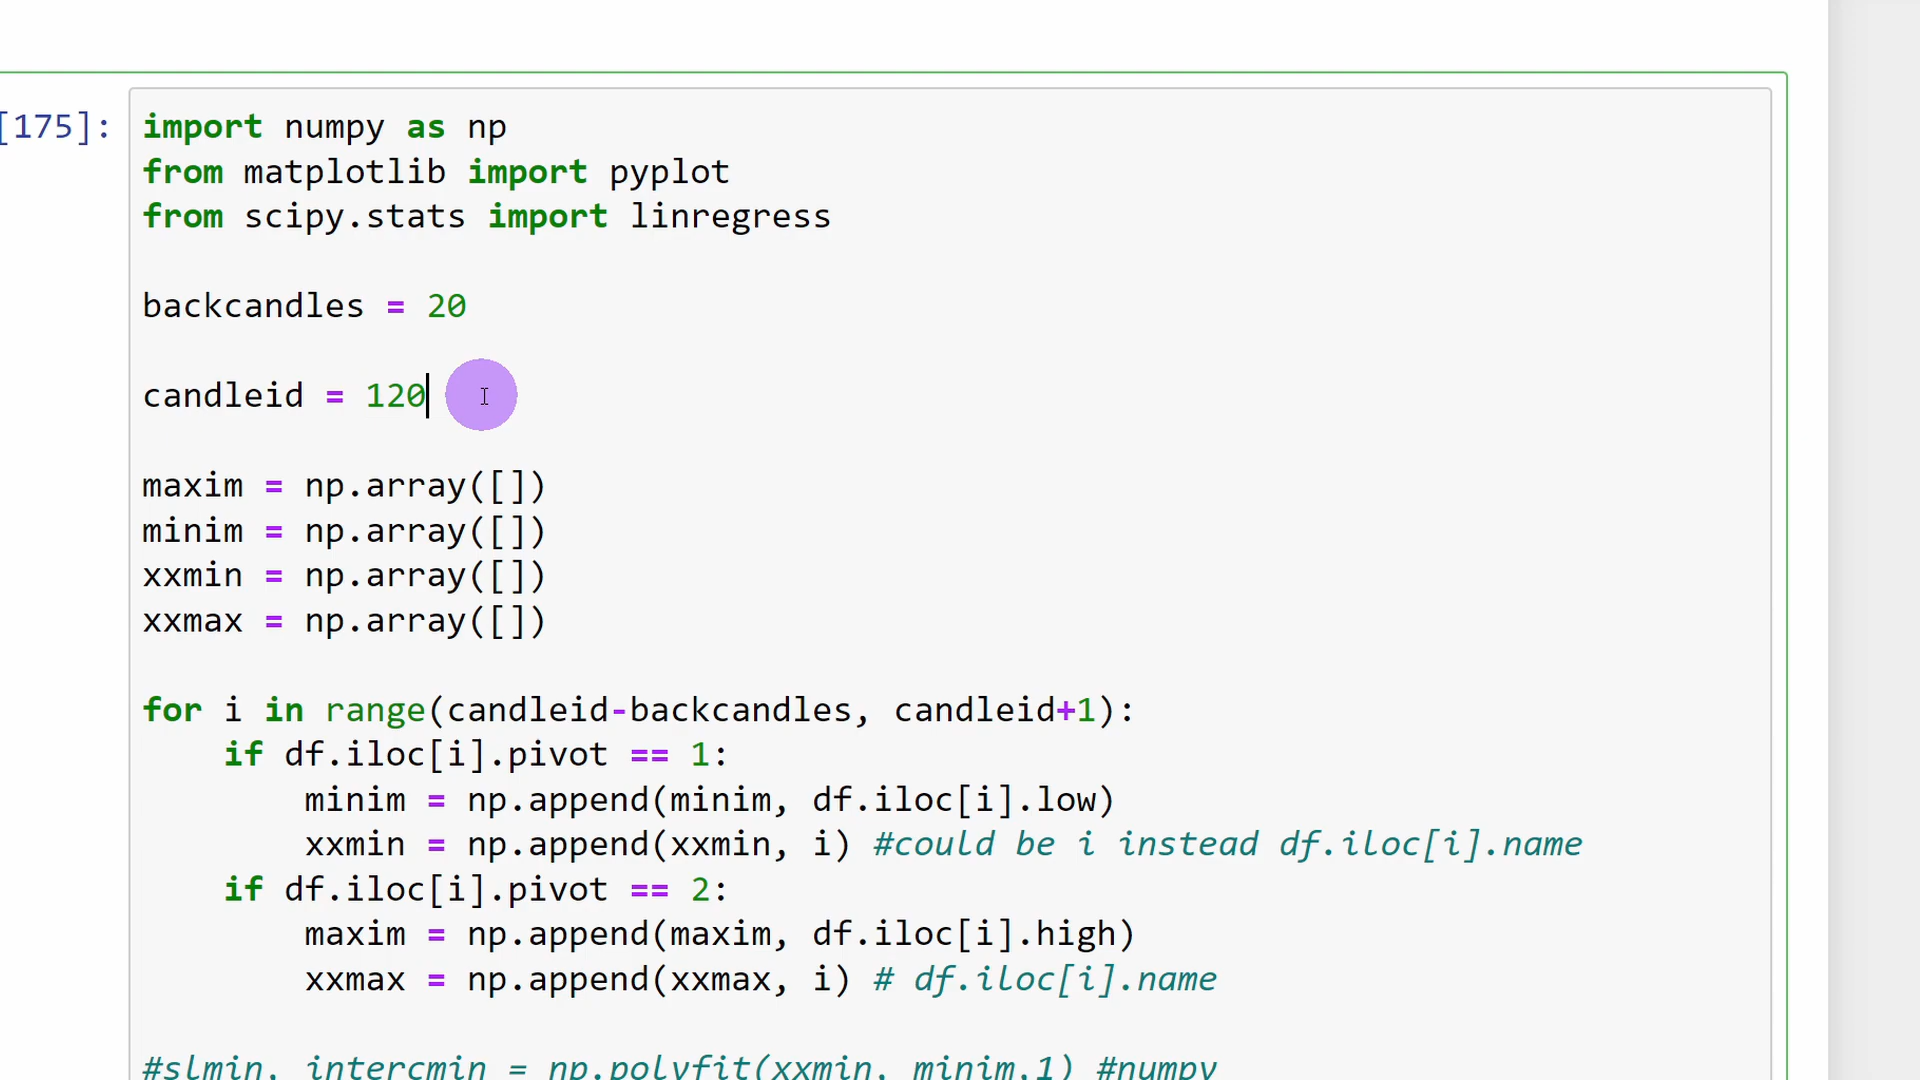 [175]:
import numpy as np
from matplotlib import pyplot
from scipy.stats import linregress
backcandles = 20
candleid = 120
maxim = np.array([])
minim = np.array([])
xxmin = np.array([])
xxmax = np.array([])
for i in range(candleid-backcandles, candleid+1):
    if df.iloc[i].pivot == 1:
        minim = np.append(minim, df.iloc[i].low)
        xxmin = np.append(xxmin, i) #could be i instead df.iloc[i].name
    if df.iloc[i].pivot == 2:
        maxim = np.append(maxim, df.iloc[i].high)
        xxmax = np.append(xxmax, i) # df.iloc[i].name
#slmin, intercmin = np.polyfit(xxmin, minim,1) #numpy